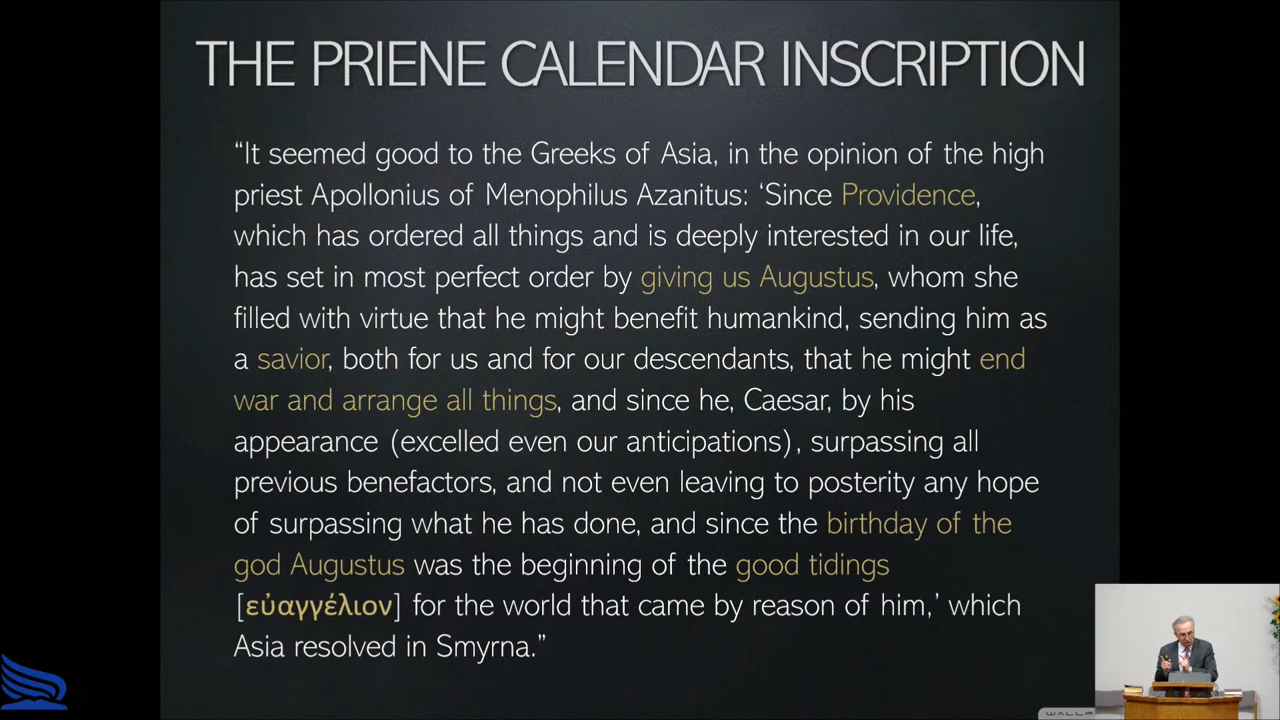 THE PRIENE CALENDAR INSCRIPTION
“It seemed good to the Greeks of Asia, in the opinion of the high
priest Apollonius of Menophilus Azanitus: ‘Since Providence,
which has ordered all things and is deeply interested in our life,
has set in most perfect order by giving us Augustus, whom she
filled with virtue that he might benefit humankind, sending him as
a savior, both for us and for our descendants, that he might end
war and arrange all things, and since he, Caesar, by his
appearance (excelled even our anticipations), surpassing all
previous benefactors, and not even leaving to posterity any hope
of surpassing what he has done, and since the birthday of the
god Augustus was the beginning of the good tidings
[εὐαγγέλιον] for the world that came by reason of him,’ which
Asia resolved in Smyrna.”